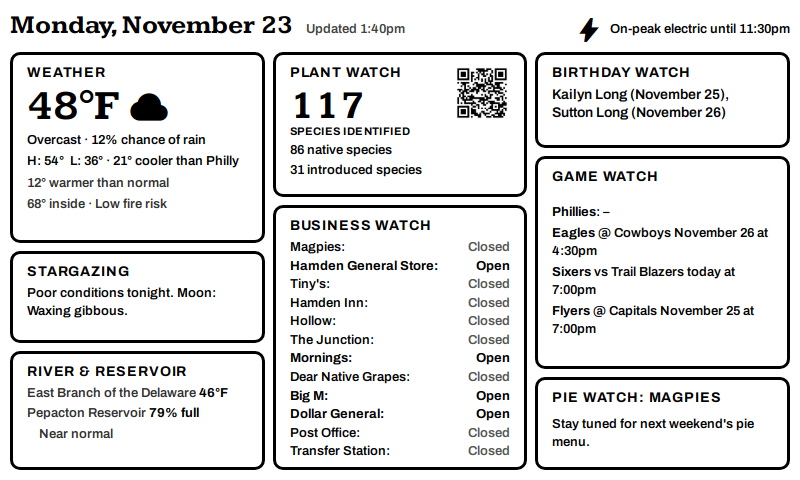 Monday, November 23
Updated 1:40pm
On-peak electric until 11:30pm
WEATHER
48°F
Overcast · 12% chance of rain
H: 54° L: 36° · 21° cooler than Philly
12° warmer than normal
68° inside · Low fire risk
STARGAZING
Poor conditions tonight. Moon:
Waxing gibbous.
RIVER & RESERVOIR
East Branch of the Delaware 46°F
Pepacton Reservoir 79% full
Near normal
PLANT WATCH
117
SPECIES IDENTIFIED
86 native species
31 introduced species
BUSINESS WATCH
Magpies: Closed
Hamden General Store: Open
Tiny's: Closed
Hamden Inn: Closed
Hollow: Closed
The Junction: Closed
Mornings: Open
Dear Native Grapes: Closed
Big M: Open
Dollar General: Open
Post Office: Closed
Transfer Station: Closed
BIRTHDAY WATCH
Kailyn Long (November 25),
Sutton Long (November 26)
GAME WATCH
Phillies: –
Eagles @ Cowboys November 26 at
4:30pm
Sixers vs Trail Blazers today at
7:00pm
Flyers @ Capitals November 25 at
7:00pm
PIE WATCH: MAGPIES
Stay tuned for next weekend's pie
menu.